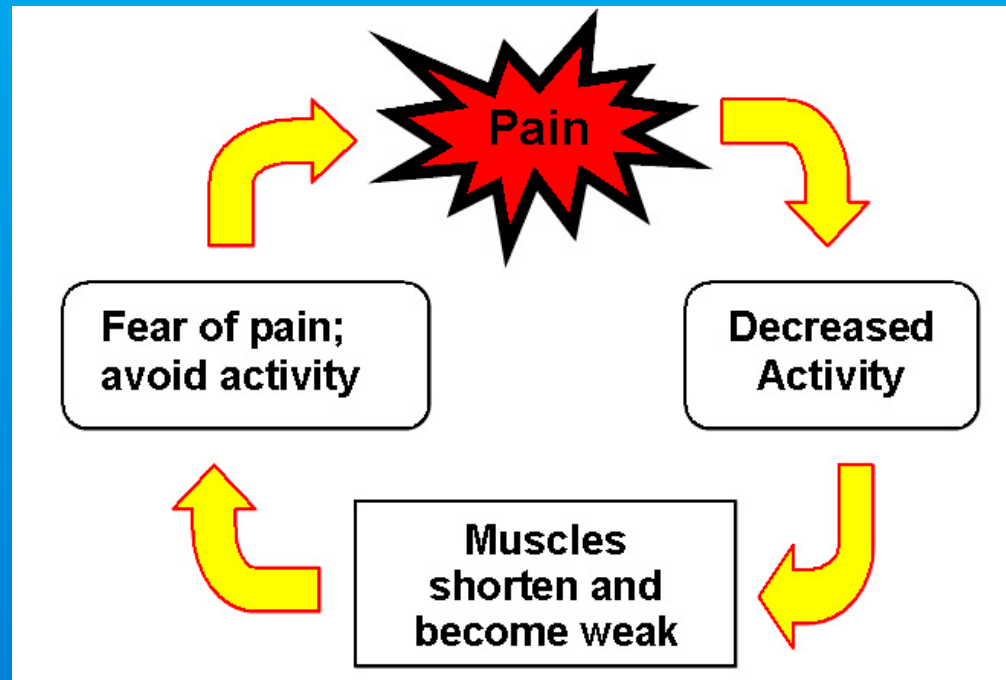 Pain
Decreased
Activity
Muscles
shorten and
become weak
Fear of pain;
avoid activity